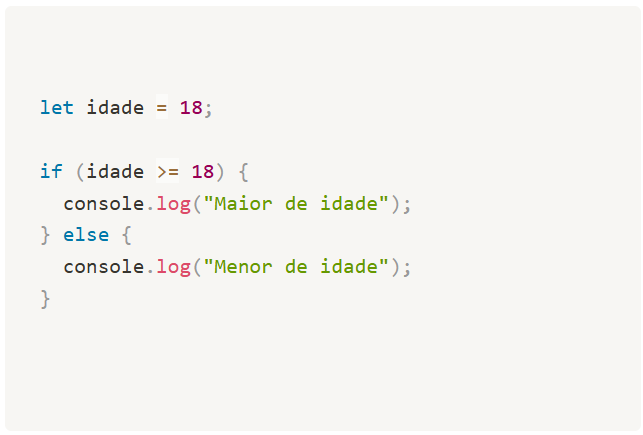 let idade = 18;
if (idade >= 18) {
  console.log("Maior de idade");
} else {
  console.log("Menor de idade");
}